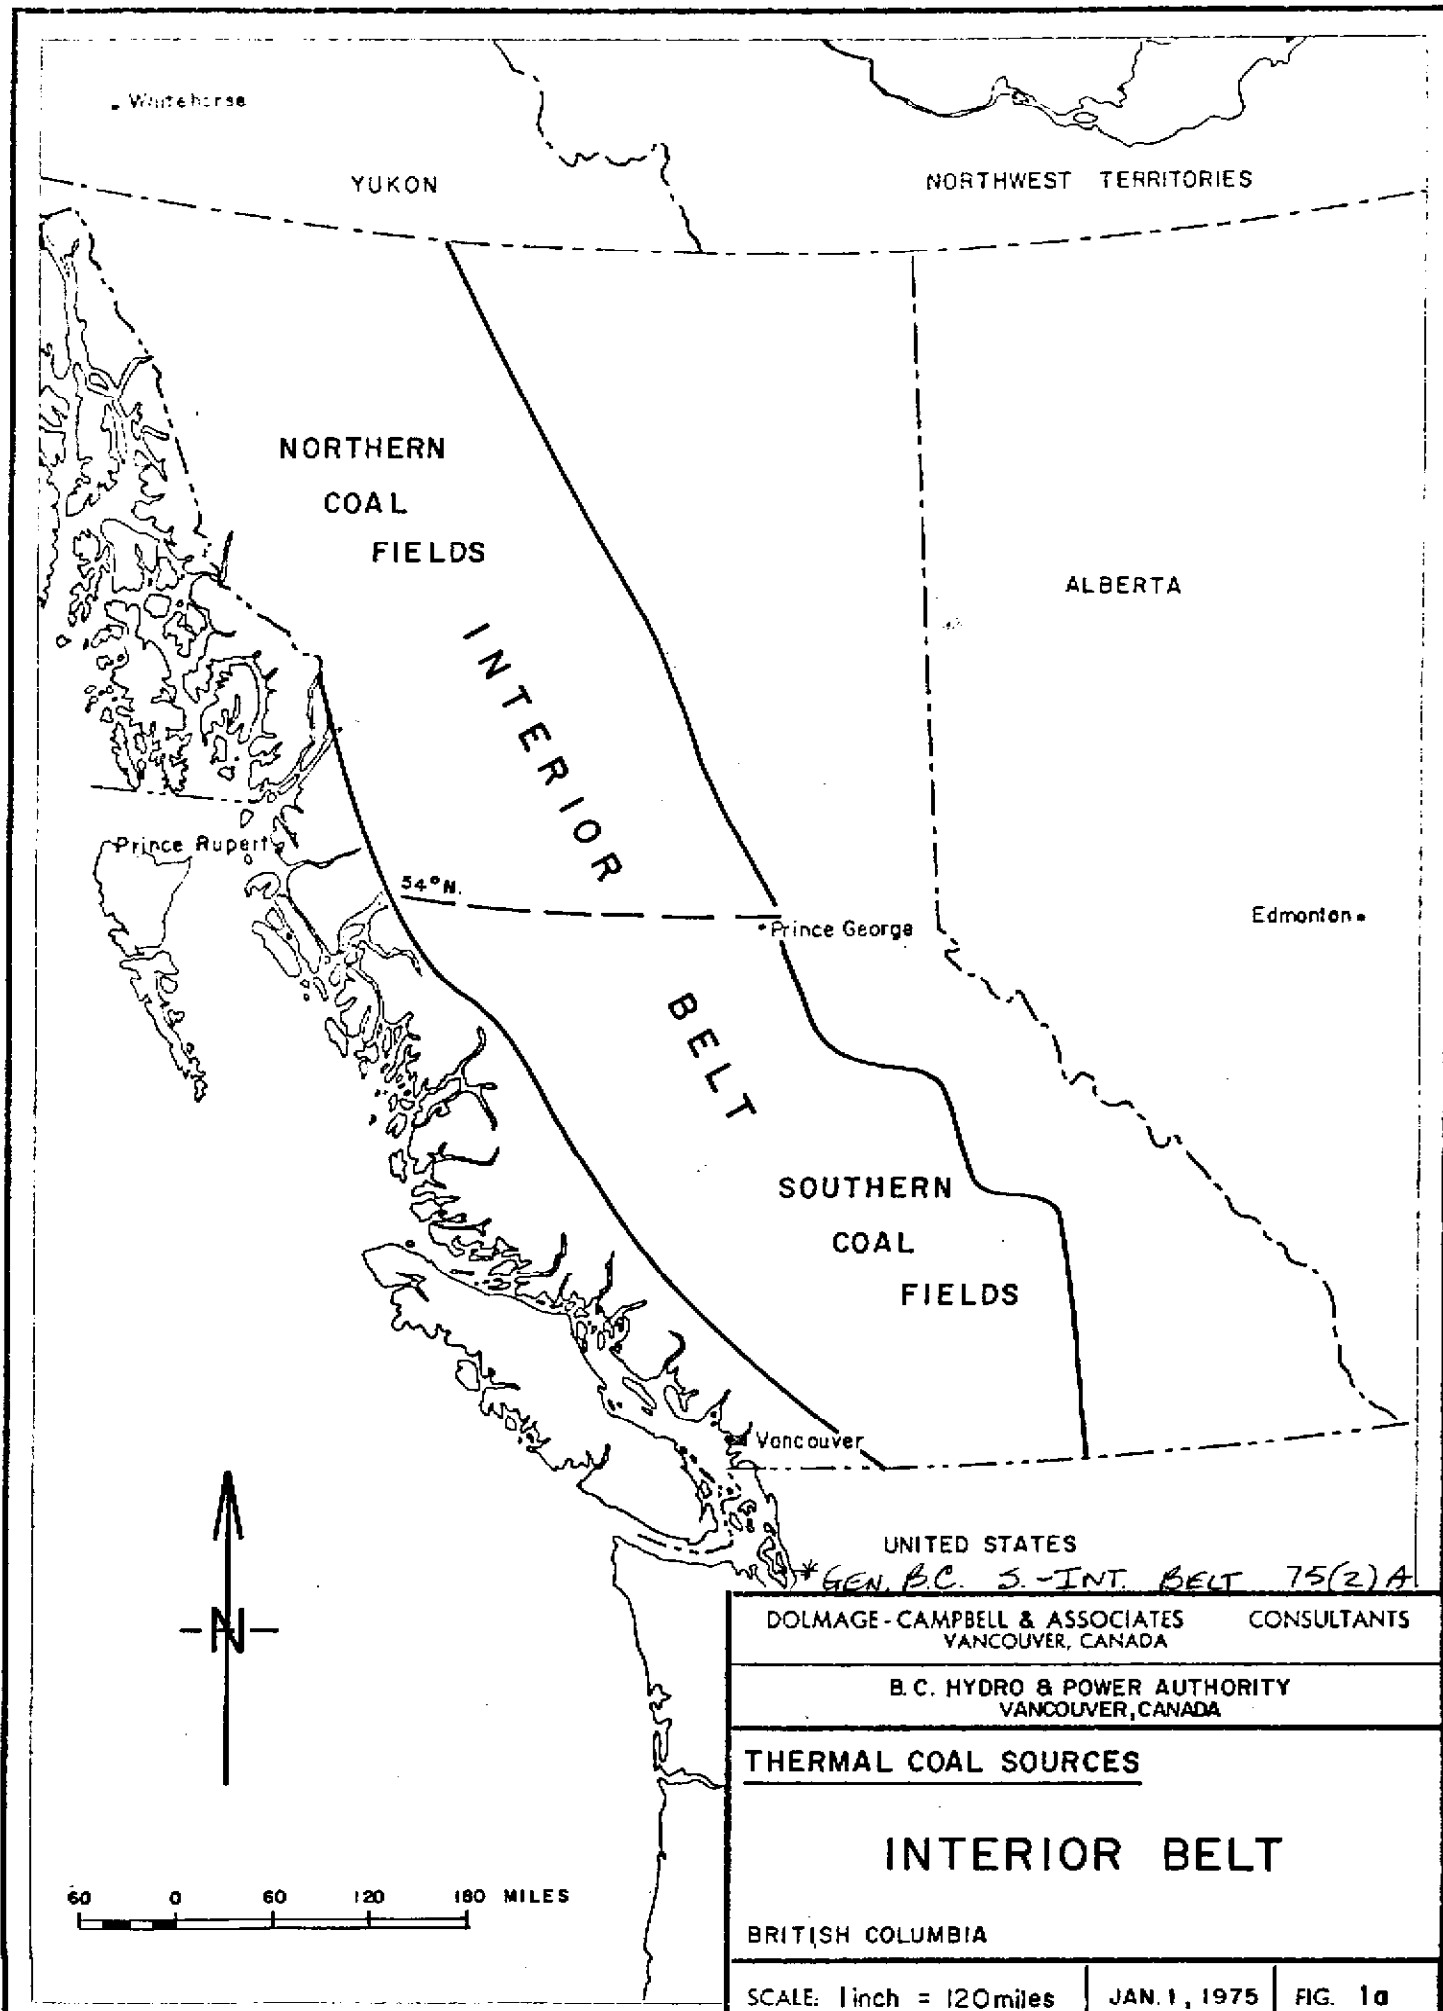 Whitehorse
YUKON
NORTHWEST TERRITORIES
NORTHERN
COAL
FIELDS
ALBERTA
INTERIOR
Prince Rupert
54°N.
Prince George
Edmonton
BELT
SOUTHERN
COAL
FIELDS
Vancouver
UNITED STATES
* GEN. B.C. S.-INT. BELT 75(2)A
N
DOLMAGE-CAMPBELL & ASSOCIATES CONSULTANTS
VANCOUVER, CANADA
B.C. HYDRO & POWER AUTHORITY
VANCOUVER, CANADA
THERMAL COAL SOURCES
INTERIOR BELT
60 0 60 120 180 MILES
BRITISH COLUMBIA
SCALE: 1 inch = 120 miles JAN. 1, 1975 FIG. 1a